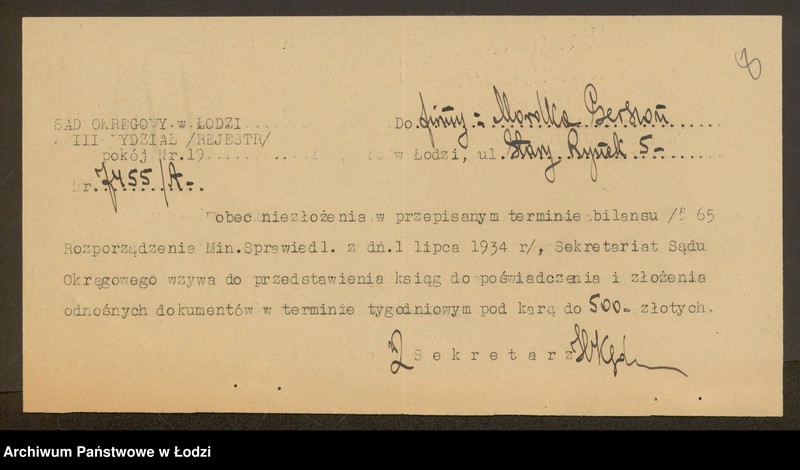 8
SĄD OKRĘGOWY w ŁODZI
III WYDZIAŁ /REJESTR/
pokój Nr. 19
Nr. 7455/A-
Do firmy: Mordka Gerszon
w Łodzi, ul. Stary Rynek 5-
Wobec niezłożenia w przepisanym terminie bilansu /§ 65
Rozporządzenia Min.Sprawiedl. z dn.1 lipca 1934 r/, Sekretariat Sądu
Okręgowego wzywa do przedstawienia ksiąg do poświadczenia i złożenia
odnośnych dokumentów w terminie tygodniowym pod karą do 500- złotych.
Sekretarz
Archiwum Państwowe w Łodzi